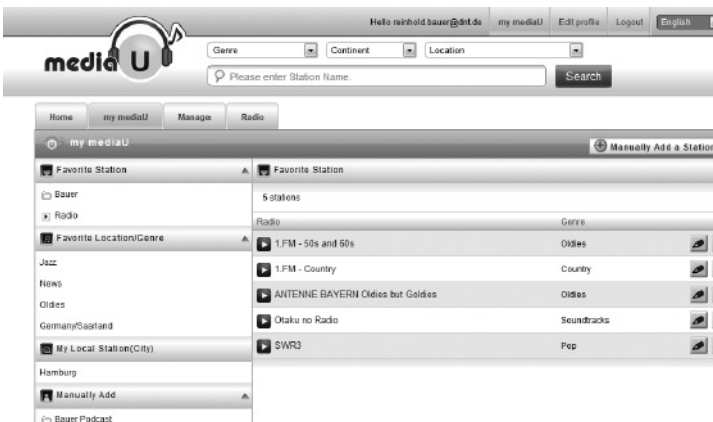 Hello reinhold.bauer@dnt.de my mediaU Edit profile Logout English
media U
Genre Continent Location
Please enter Station Name. Search
Home my mediaU Manager Radio
my mediaU Manually Add a Station
Favorite Station
Bauer
Radio
Favorite Location/Genre
Jazz
News
Oldies
Germany/Saarland
My Local Station(City)
Hamburg
Manually Add
Bauer Podcast
Favorite Station
5 stations
Radio Genre
1.FM - 50s and 60s Oldies
1.FM - Country Country
ANTENNE BAYERN Oldies but Goldies Oldies
Otaku no Radio Soundtracks
SWR3 Pop